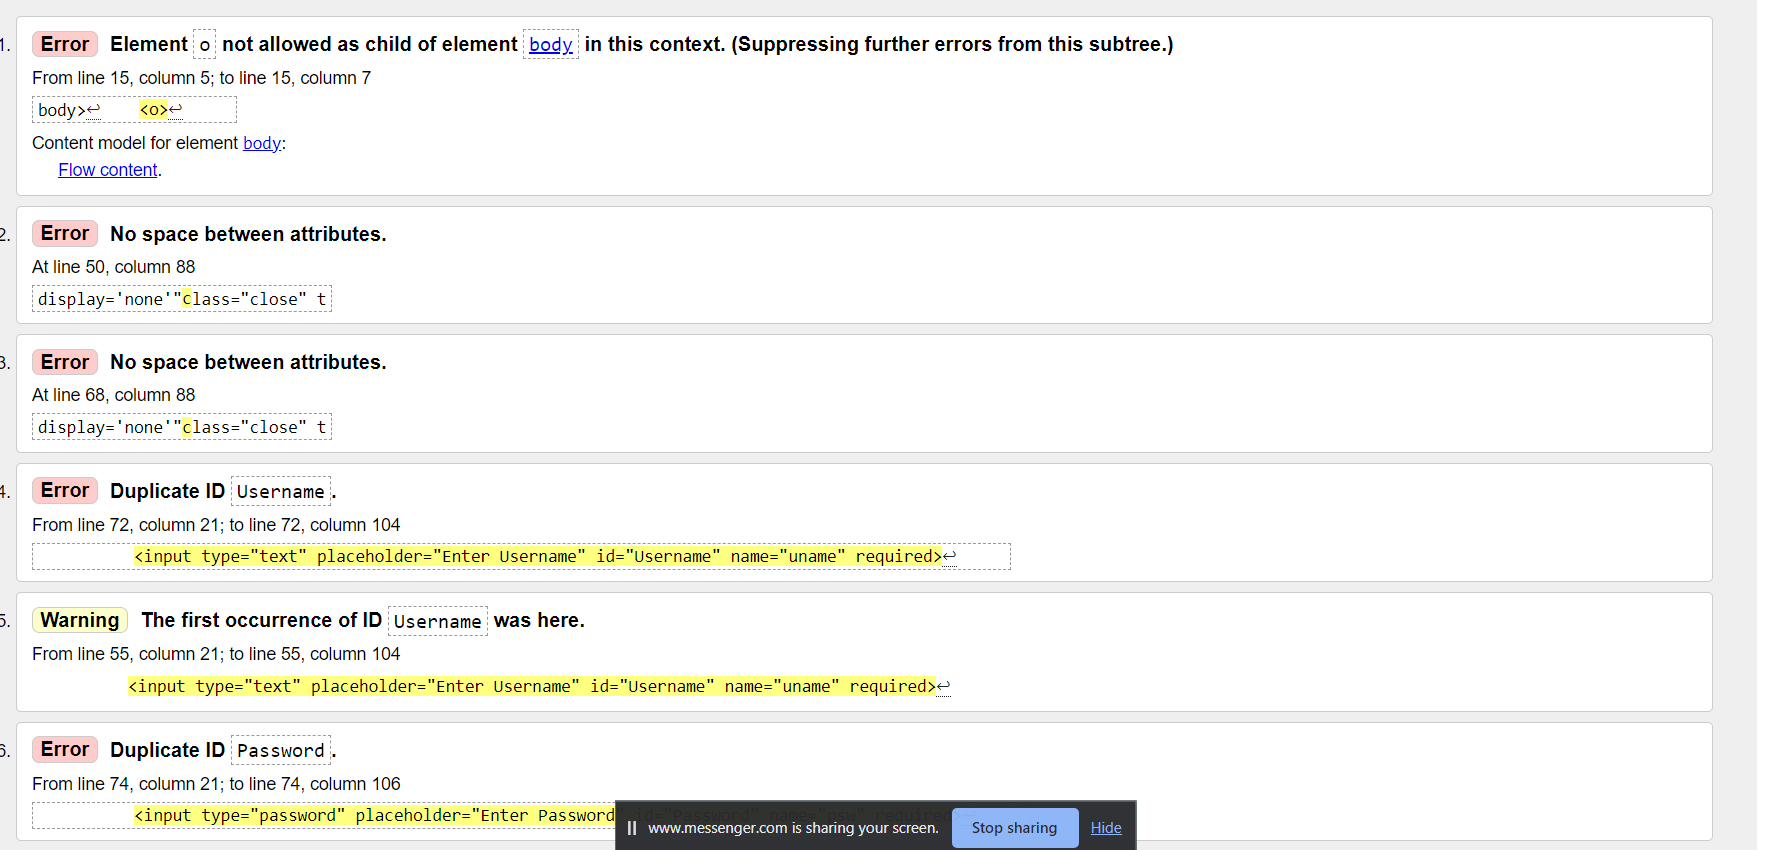 1. Error Element o not allowed as child of element body in this context. (Suppressing further errors from this subtree.)
From line 15, column 5; to line 15, column 7
body>↩    <o>↩
Content model for element body:
Flow content.
2. Error No space between attributes.
At line 50, column 88
display='none'"class="close" t
3. Error No space between attributes.
At line 68, column 88
display='none'"class="close" t
4. Error Duplicate ID Username.
From line 72, column 21; to line 72, column 104
<input type="text" placeholder="Enter Username" id="Username" name="uname" required>↩
5. Warning The first occurrence of ID Username was here.
From line 55, column 21; to line 55, column 104
<input type="text" placeholder="Enter Username" id="Username" name="uname" required>↩
6. Error Duplicate ID Password.
From line 74, column 21; to line 74, column 106
<input type="password" placeholder="Enter Password" id="Password" name="psw" required>↩
www.messenger.com is sharing your screen. Stop sharing Hide